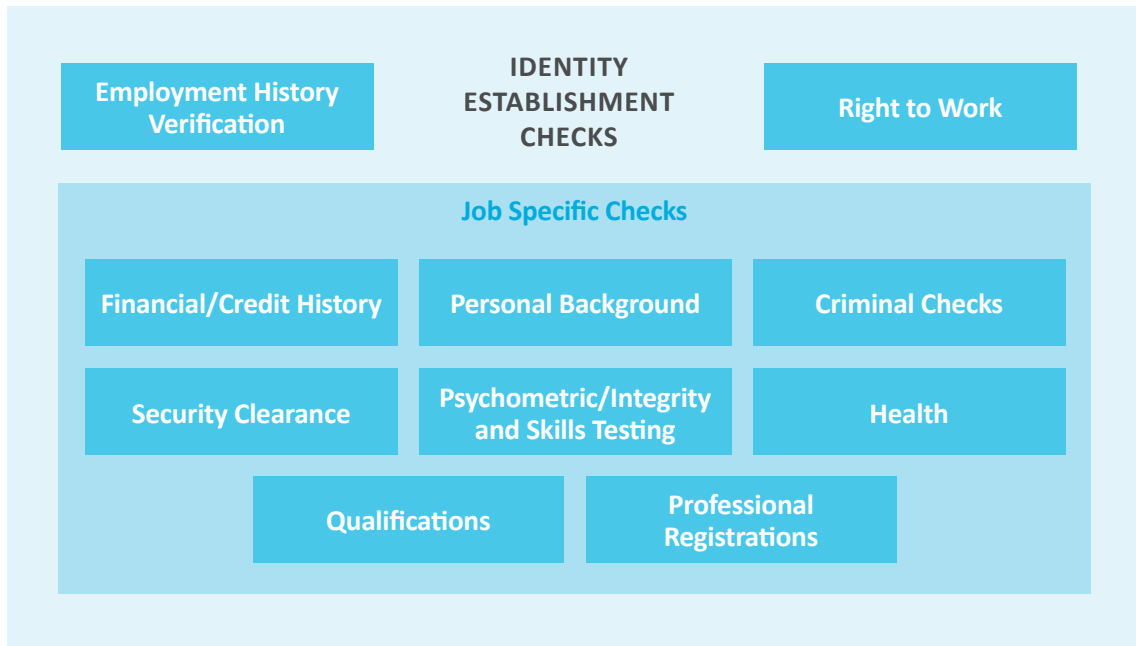 Employment History
Verification
IDENTITY
ESTABLISHMENT
CHECKS
Right to Work
Job Specific Checks
Financial/Credit History
Personal Background
Criminal Checks
Security Clearance
Psychometric/Integrity
and Skills Testing
Health
Qualifications
Professional
Registrations